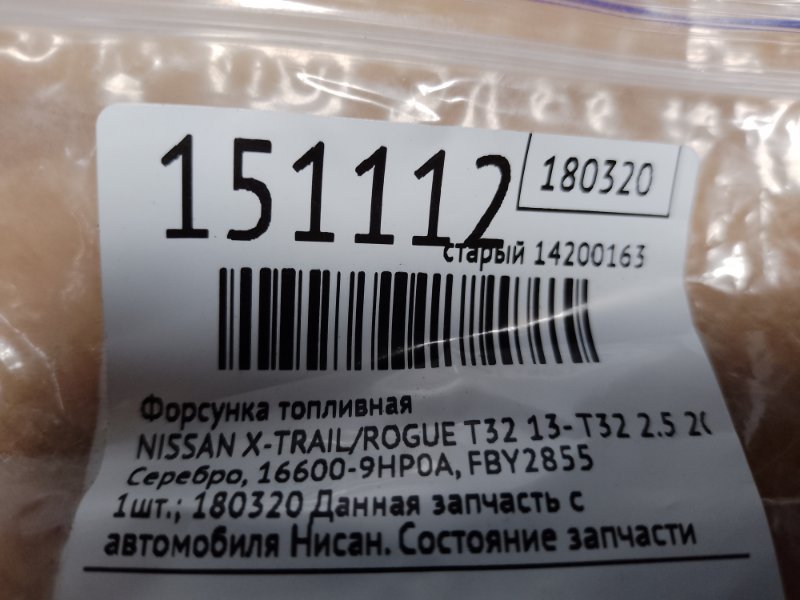 151112
180320
старый 14200163
Форсунка топливная
NISSAN X-TRAIL/ROGUE T32 13- T32 2.5 20
Серебро, 16600-9HP0A, FBY2855
1шт.; 180320 Данная запчасть с
автомобиля Нисан. Состояние запчасти